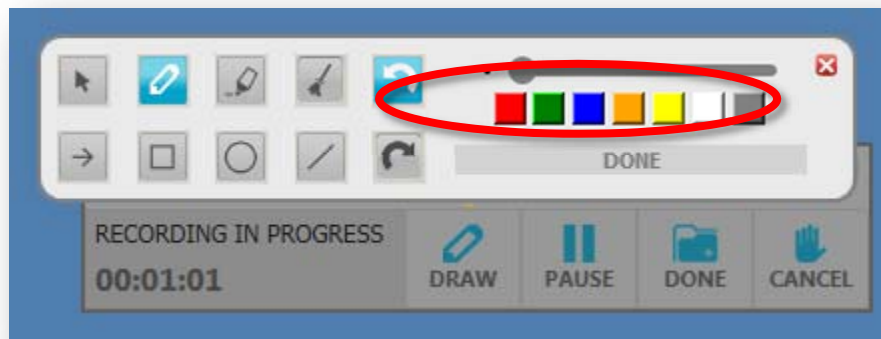 DONE
RECORDING IN PROGRESS
00:01:01
DRAW
PAUSE
DONE
CANCEL